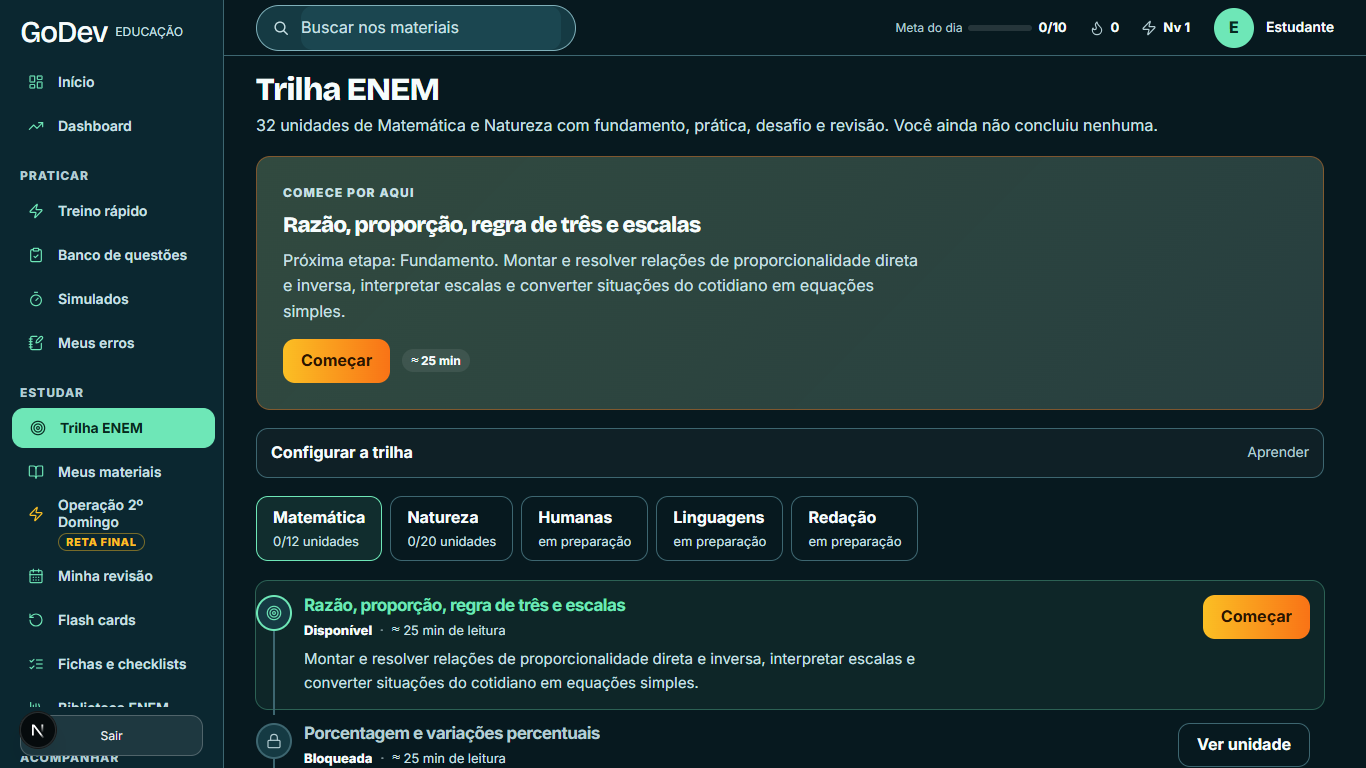 GoDev EDUCAÇÃO
Buscar nos materiais
Meta do dia 0/10 0 Nv 1 E Estudante
Início
Dashboard
PRATICAR
Treino rápido
Banco de questões
Simulados
Meus erros
ESTUDAR
Trilha ENEM
Meus materiais
Operação 2º
Domingo
RETA FINAL
Minha revisão
Flash cards
Fichas e checklists
Biblioteca ENEM
N
Sair
ACOMPANHAR
Trilha ENEM
32 unidades de Matemática e Natureza com fundamento, prática, desafio e revisão. Você ainda não concluiu nenhuma.
COMECE POR AQUI
Razão, proporção, regra de três e escalas
Próxima etapa: Fundamento. Montar e resolver relações de proporcionalidade direta
e inversa, interpretar escalas e converter situações do cotidiano em equações
simples.
Começar ≈ 25 min
Configurar a trilha Aprender
Matemática
0/12 unidades
Natureza
0/20 unidades
Humanas
em preparação
Linguagens
em preparação
Redação
em preparação
Razão, proporção, regra de três e escalas
Disponível · ≈ 25 min de leitura
Montar e resolver relações de proporcionalidade direta e inversa, interpretar escalas e
converter situações do cotidiano em equações simples.
Começar
Porcentagem e variações percentuais
Bloqueada · ≈ 25 min de leitura
Ver unidade